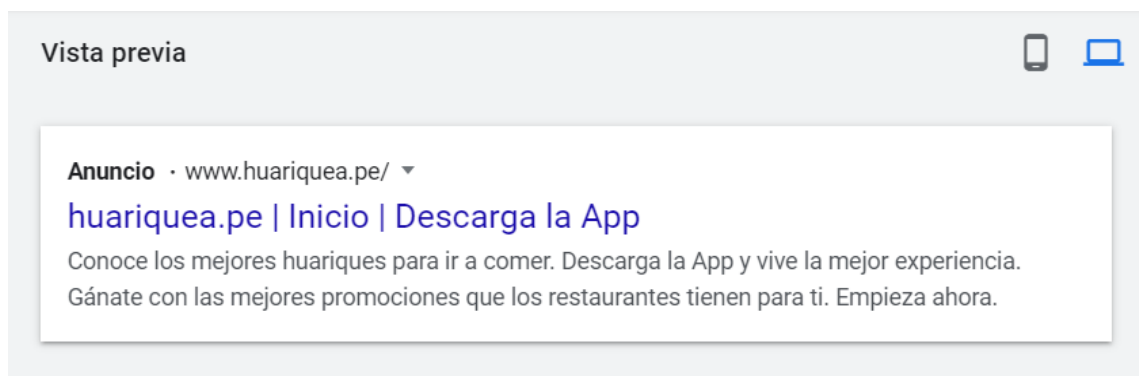 Vista previa
Anuncio · www.huariquea.pe/
huariquea.pe | Inicio | Descarga la App
Conoce los mejores huariques para ir a comer. Descarga la App y vive la mejor experiencia.
Gánate con las mejores promociones que los restaurantes tienen para ti. Empieza ahora.